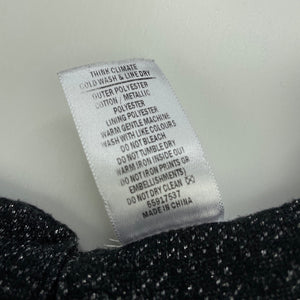 THINK CLIMATE
COLD WASH & LINE DRY
OUTER POLYESTER
COTTON / METALLIC
POLYESTER
LINING POLYESTER
WARM GENTLE MACHINE
WASH WITH LIKE COLOURS
DO NOT BLEACH
DO NOT TUMBLE DRY
WARM IRON INSIDE OUT
DO NOT IRON PRINTS OR
EMBELLISHMENTS)
DO NOT DRY CLEAN
65917537
MADE IN CHINA